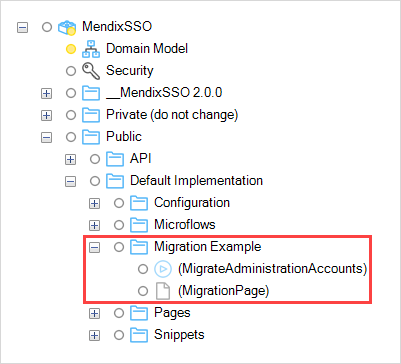 MendixSSO
Domain Model
Security
__MendixSSO 2.0.0
Private (do not change)
Public
API
Default Implementation
Configuration
Microflows
Migration Example
(MigrateAdministrationAccounts)
(MigrationPage)
Pages
Snippets